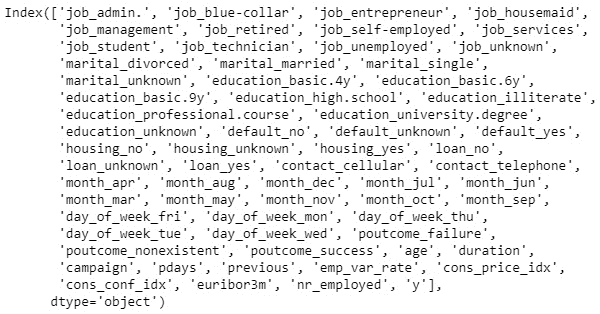 Index(['job_admin.', 'job_blue-collar', 'job_entrepreneur', 'job_housemaid',
'job_management', 'job_retired', 'job_self-employed', 'job_services',
'job_student', 'job_technician', 'job_unemployed', 'job_unknown',
'marital_divorced', 'marital_married', 'marital_single',
'marital_unknown', 'education_basic.4y', 'education_basic.6y',
'education_basic.9y', 'education_high.school', 'education_illiterate',
'education_professional.course', 'education_university.degree',
'education_unknown', 'default_no', 'default_unknown', 'default_yes',
'housing_no', 'housing_unknown', 'housing_yes', 'loan_no',
'loan_unknown', 'loan_yes', 'contact_cellular', 'contact_telephone',
'month_apr', 'month_aug', 'month_dec', 'month_jul', 'month_jun',
'month_mar', 'month_may', 'month_nov', 'month_oct', 'month_sep',
'day_of_week_fri', 'day_of_week_mon', 'day_of_week_thu',
'day_of_week_tue', 'day_of_week_wed', 'poutcome_failure',
'poutcome_nonexistent', 'poutcome_success', 'age', 'duration',
'campaign', 'pdays', 'previous', 'emp_var_rate', 'cons_price_idx',
'cons_conf_idx', 'euribor3m', 'nr_employed', 'y'],
dtype='object')